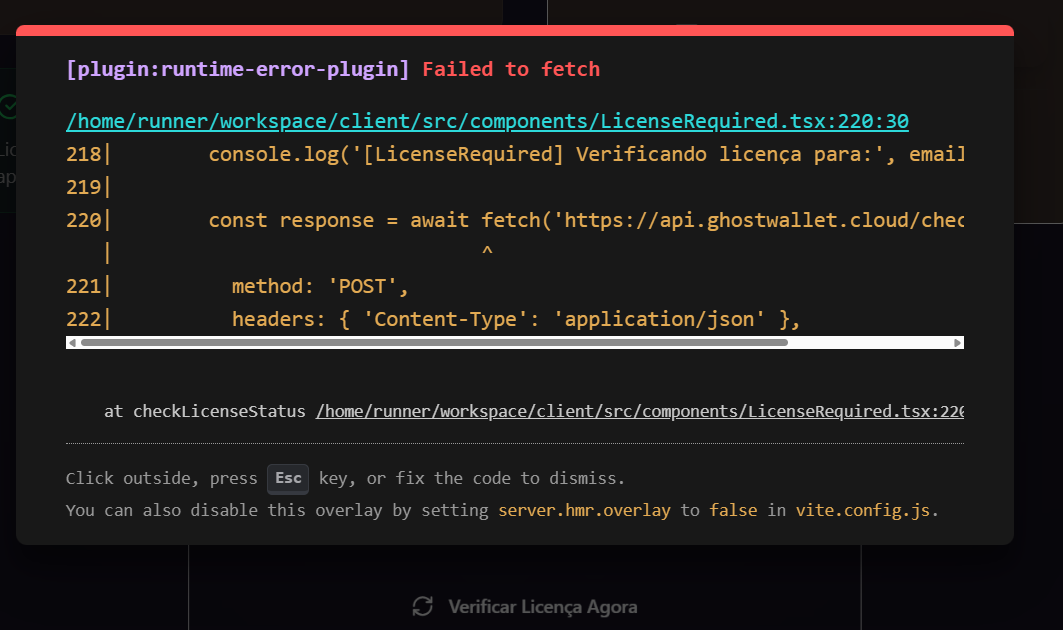 [plugin:runtime-error-plugin] Failed to fetch
/home/runner/workspace/client/src/components/LicenseRequired.tsx:220:30
218|        console.log('[LicenseRequired] Verificando licença para:', email
219|
220|        const response = await fetch('https://api.ghostwallet.cloud/chec
   |                               ^
221|          method: 'POST',
222|          headers: { 'Content-Type': 'application/json' },
at checkLicenseStatus /home/runner/workspace/client/src/components/LicenseRequired.tsx:220
Click outside, press Esc key, or fix the code to dismiss.
You can also disable this overlay by setting server.hmr.overlay to false in vite.config.js.
Verificar Licença Agora